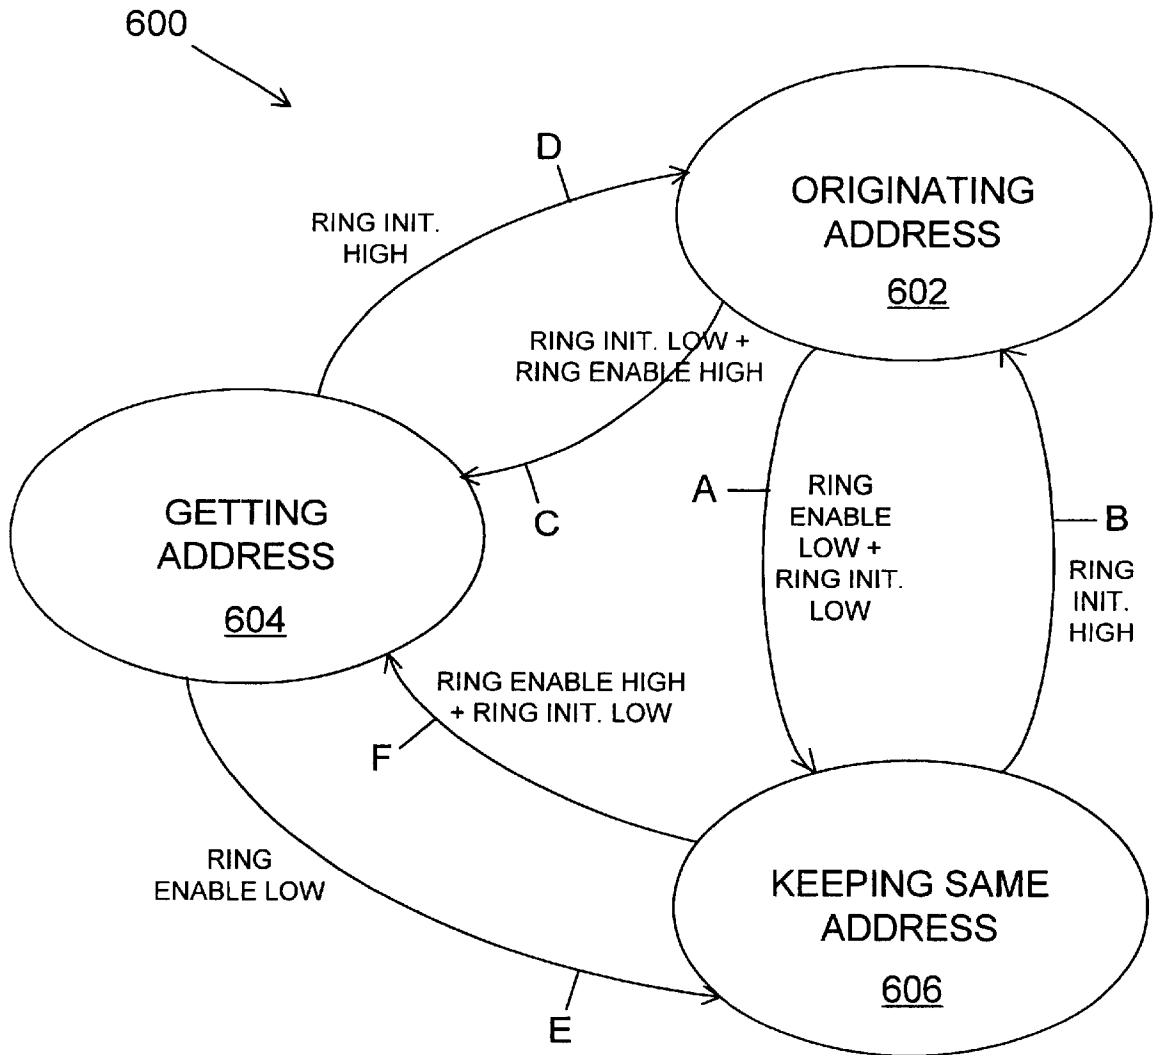 600
D
RING INIT.
HIGH
ORIGINATING
ADDRESS
602
RING INIT. LOW +
RING ENABLE HIGH
C
A
RING
ENABLE
LOW +
RING INIT.
LOW
B
RING
INIT.
HIGH
GETTING
ADDRESS
604
RING ENABLE HIGH
+ RING INIT. LOW
F
RING
ENABLE LOW
E
KEEPING SAME
ADDRESS
606